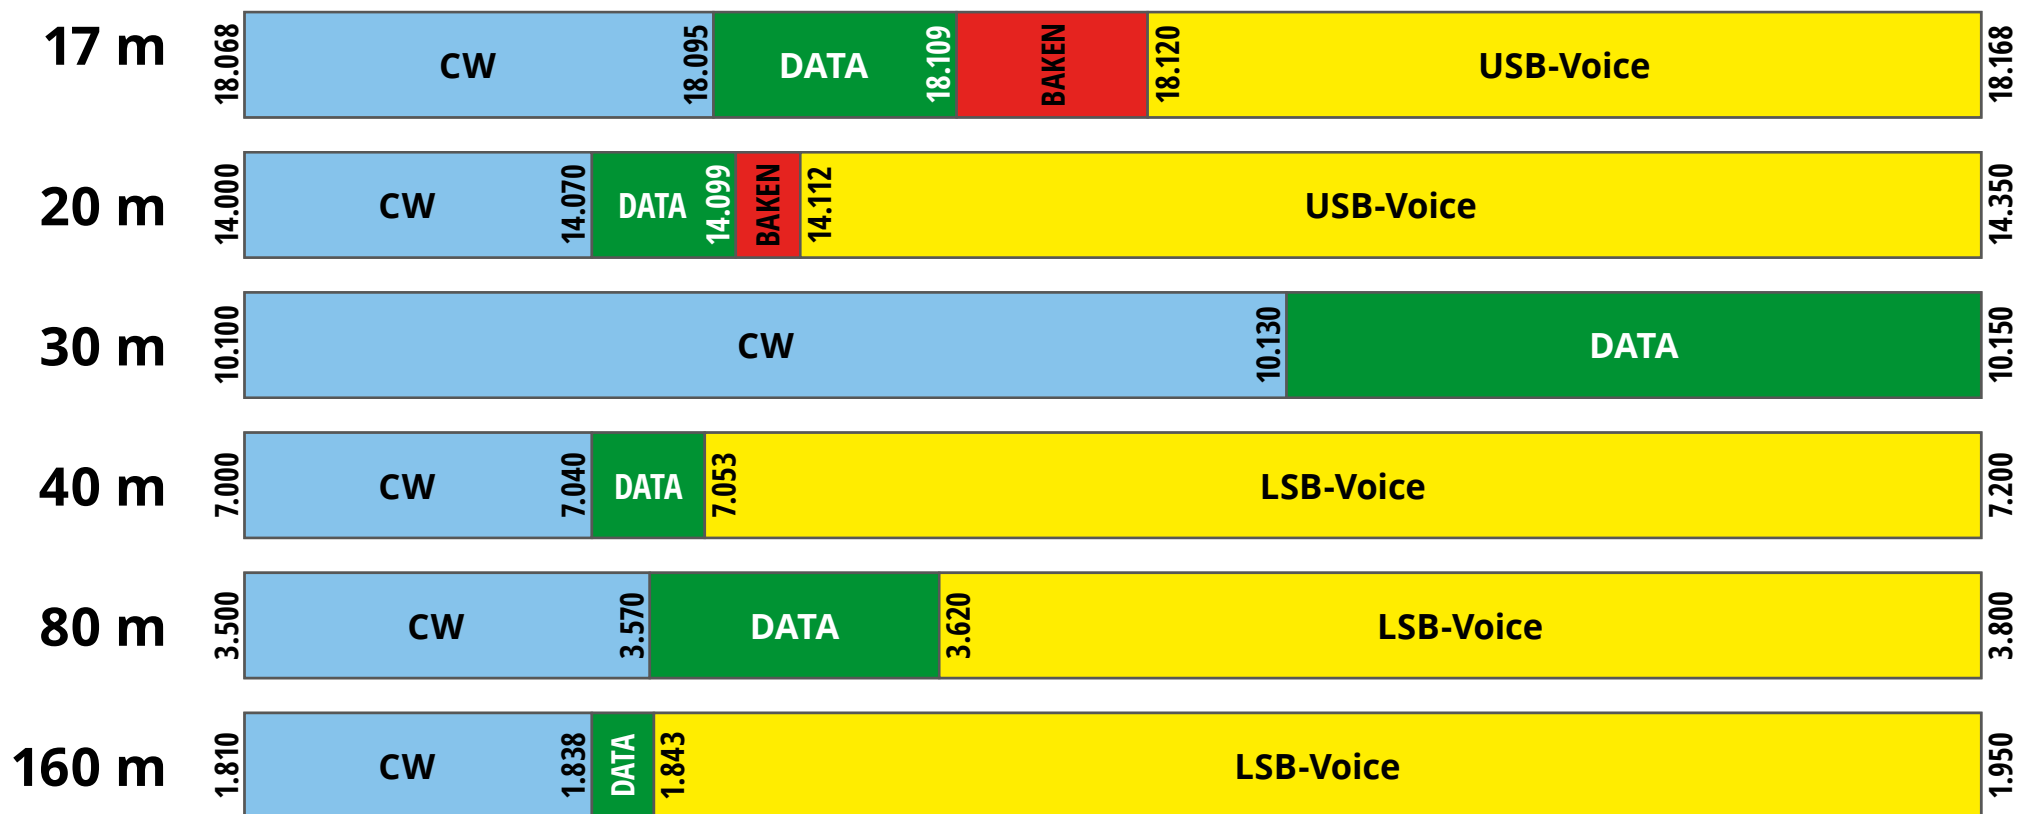 17 m 18.068 CW 18.095 DATA 18.109 BAKEN 18.120 USB-Voice 18.168
20 m 14.000 CW 14.070 DATA 14.099 BAKEN 14.112 USB-Voice 14.350
30 m 10.100 CW 10.130 DATA 10.150
40 m 7.000 CW 7.040 DATA 7.053 LSB-Voice 7.200
80 m 3.500 CW 3.570 DATA 3.620 LSB-Voice 3.800
160 m 1.810 CW 1.838 DATA 1.843 LSB-Voice 1.950